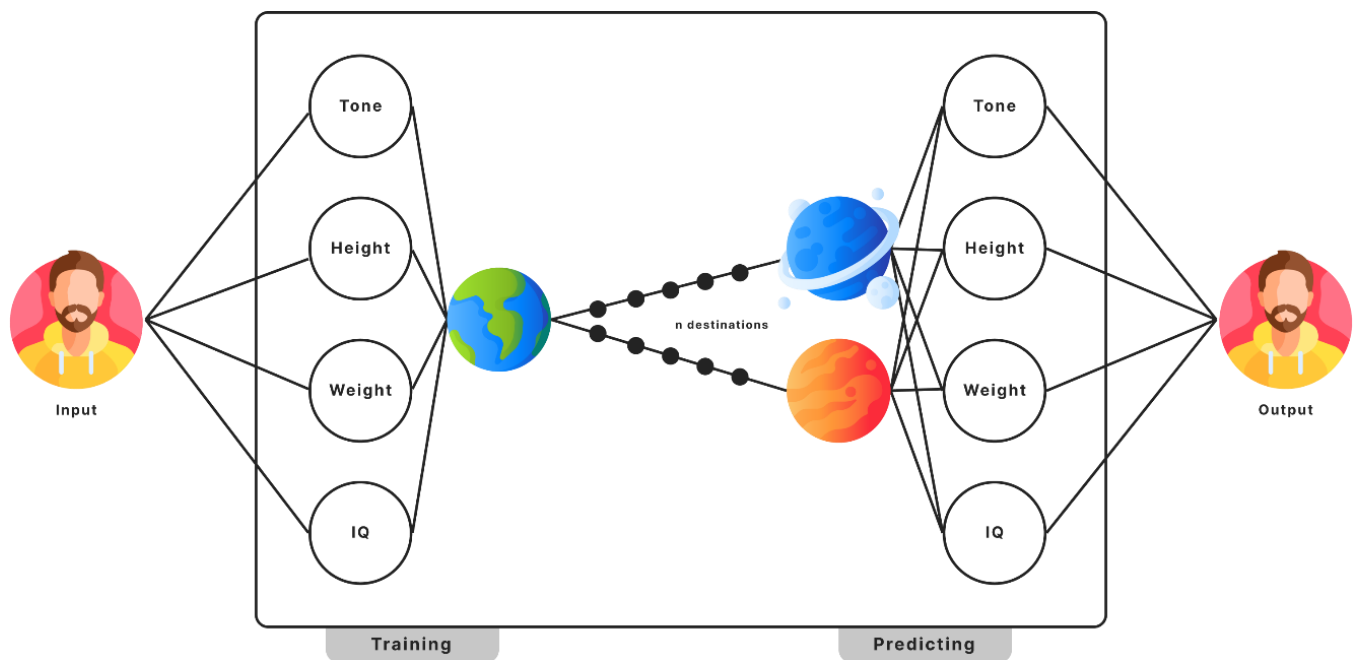 Tone
Height
Weight
IQ
Input
n destinations
Tone
Height
Weight
IQ
Output
Training
Predicting